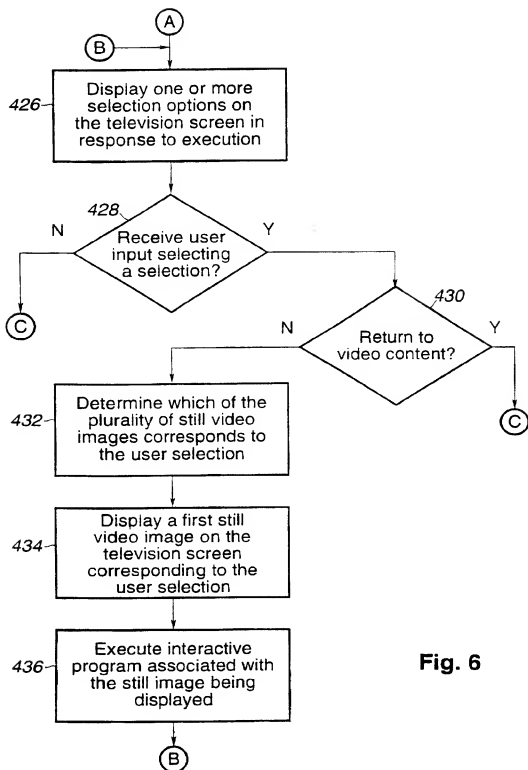 A
B
426
Display one or more
selection options on
the television screen in
response to execution
428
N
Y
Receive user
input selecting
a selection?
C
430
N
Y
Return to
video content?
C
432
Determine which of the
plurality of still video
images corresponds to
the user selection
434
Display a first still
video image on the
television screen
corresponding to the
user selection
436
Execute interactive
program associated with
the still image being
displayed
B
Fig. 6